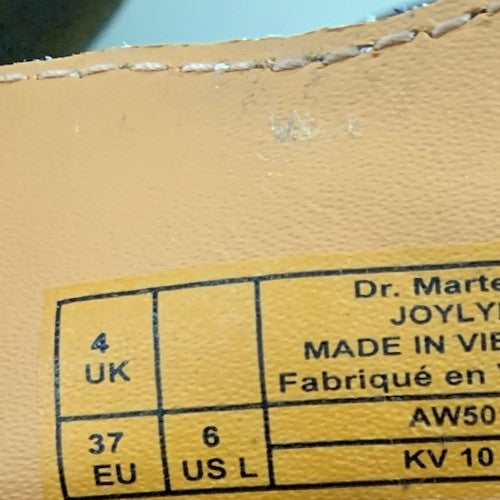 4
UK
37
EU
6
US L
Dr. Marte
JOYLY
MADE IN VIE
Fabriqué en V
AW50
KV 10